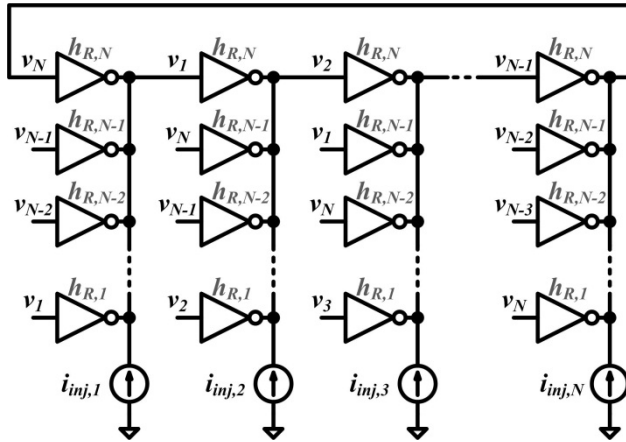 h_{R,N} h_{R,N} h_{R,N} h_{R,N}
v_N v_1 v_2 v_{N-1}
h_{R,N-1} h_{R,N-1} h_{R,N-1} h_{R,N-1}
v_{N-1} v_N v_1 v_{N-2}
h_{R,N-2} h_{R,N-2} h_{R,N-2} h_{R,N-2}
v_{N-2} v_{N-1} v_N v_{N-3}
h_{R,1} h_{R,1} h_{R,1} h_{R,1}
v_1 v_2 v_3 v_N
i_{inj,1} i_{inj,2} i_{inj,3} i_{inj,N}